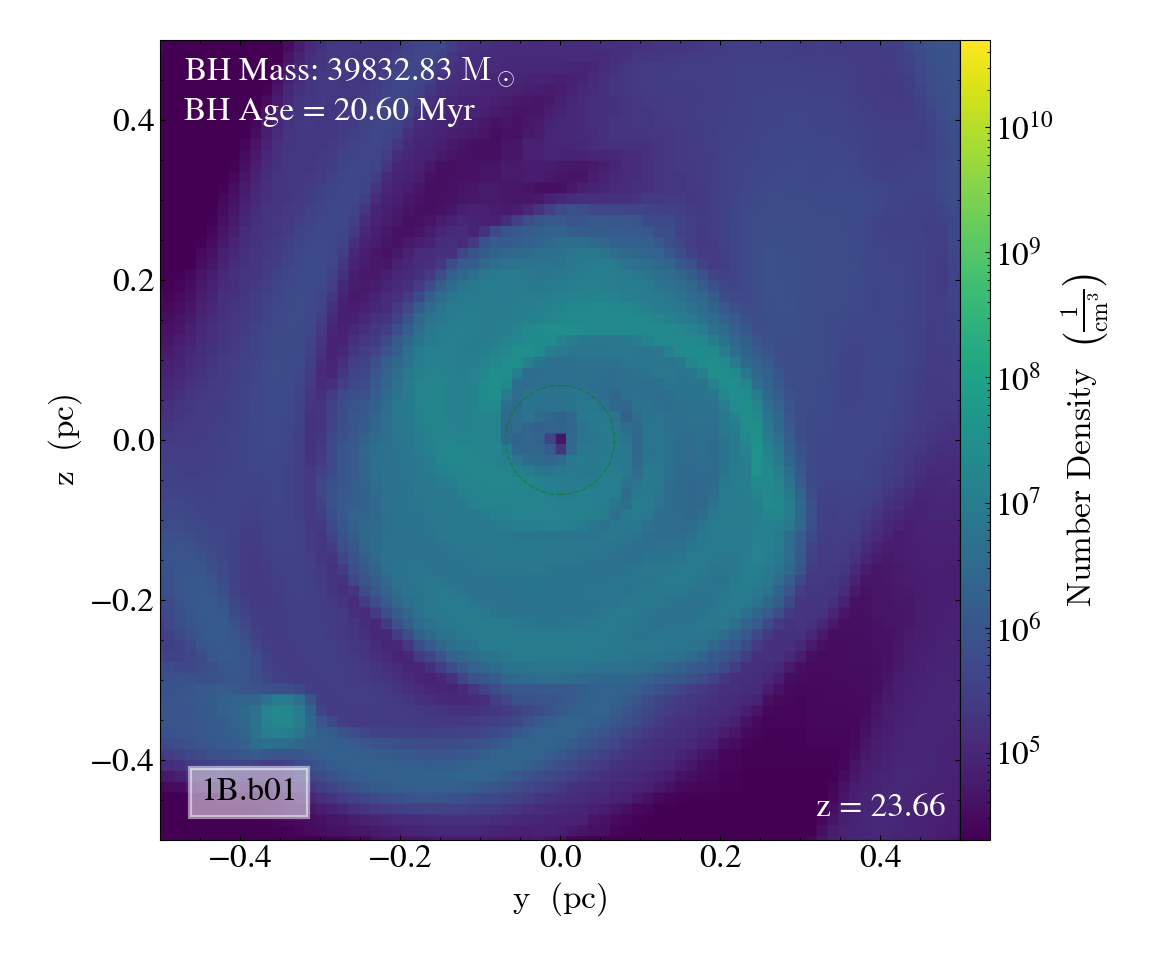 BH Mass: 39832.83 M⊙
BH Age = 20.60 Myr
0.4
0.2
0.0
−0.2
−0.4
z (pc)
1B.b01
z = 23.66
−0.4 −0.2 0.0 0.2 0.4
y (pc)
10¹⁰
10⁹
10⁸
10⁷
10⁶
10⁵
Number Density (1/cm³)